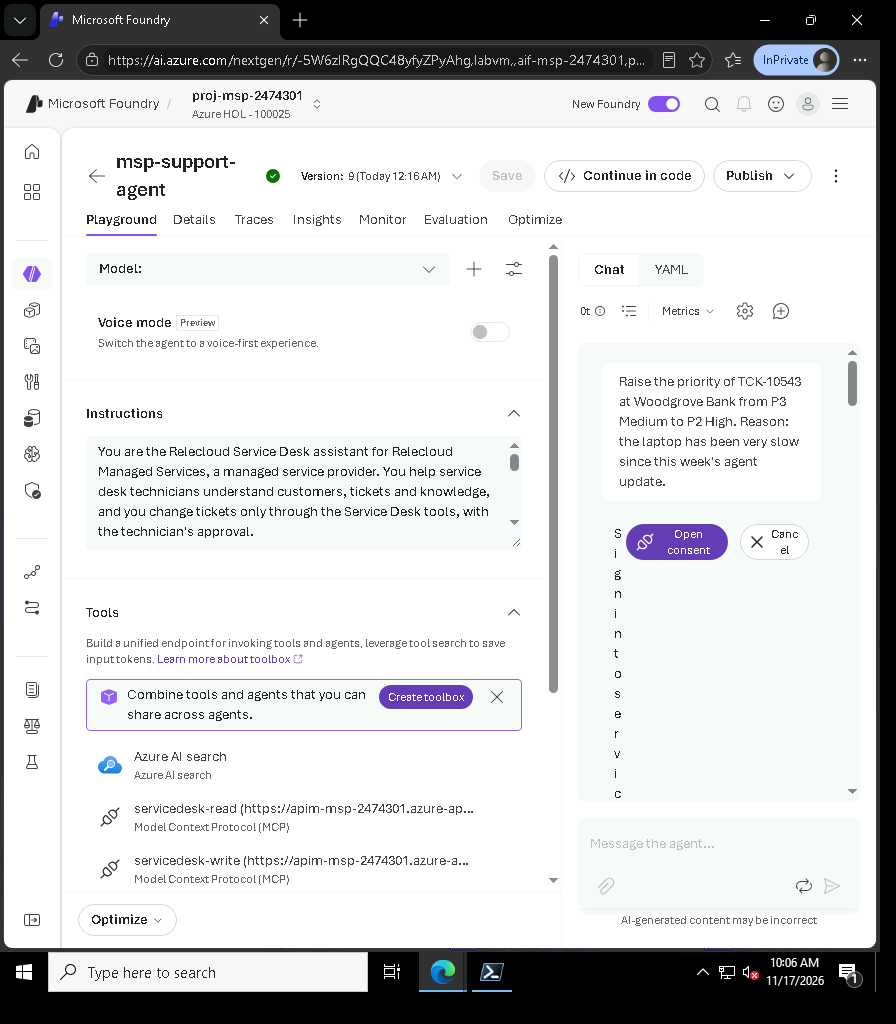 Microsoft Foundry
https://ai.azure.com/nextgen/r/-5W6zIRgQQC48yfyZPyAhg,labvm,,aif-msp-2474301,p...
InPrivate
Microsoft Foundry /
proj-msp-2474301
Azure HOL - 100025
New Foundry
msp-support-
agent
Version: 9 (Today 12:16 AM)
Save
Continue in code
Publish
Playground
Details
Traces
Insights
Monitor
Evaluation
Optimize
Model:
Voice mode
Preview
Switch the agent to a voice-first experience.
Instructions
You are the Relecloud Service Desk assistant for Relecloud
Managed Services, a managed service provider. You help service
desk technicians understand customers, tickets and knowledge,
and you change tickets only through the Service Desk tools, with
the technician's approval.
Tools
Build a unified endpoint for invoking tools and agents, leverage tool search to save
input tokens. Learn more about toolbox
Combine tools and agents that you can
share across agents.
Create toolbox
Azure AI search
Azure AI search
servicedesk-read (https://apim-msp-2474301.azure-ap...
Model Context Protocol (MCP)
servicedesk-write (https://apim-msp-2474301.azure-a...
Model Context Protocol (MCP)
Optimize
Chat
YAML
0t
Metrics
Raise the priority of TCK-10543
at Woodgrove Bank from P3
Medium to P2 High. Reason:
the laptop has been very slow
since this week's agent
update.
S
i
g
n
i
n
t
o
s
e
r
v
i
c
Open
consent
Canc
el
Message the agent...
AI-generated content may be incorrect
Type here to search
10:06 AM
11/17/2026
1